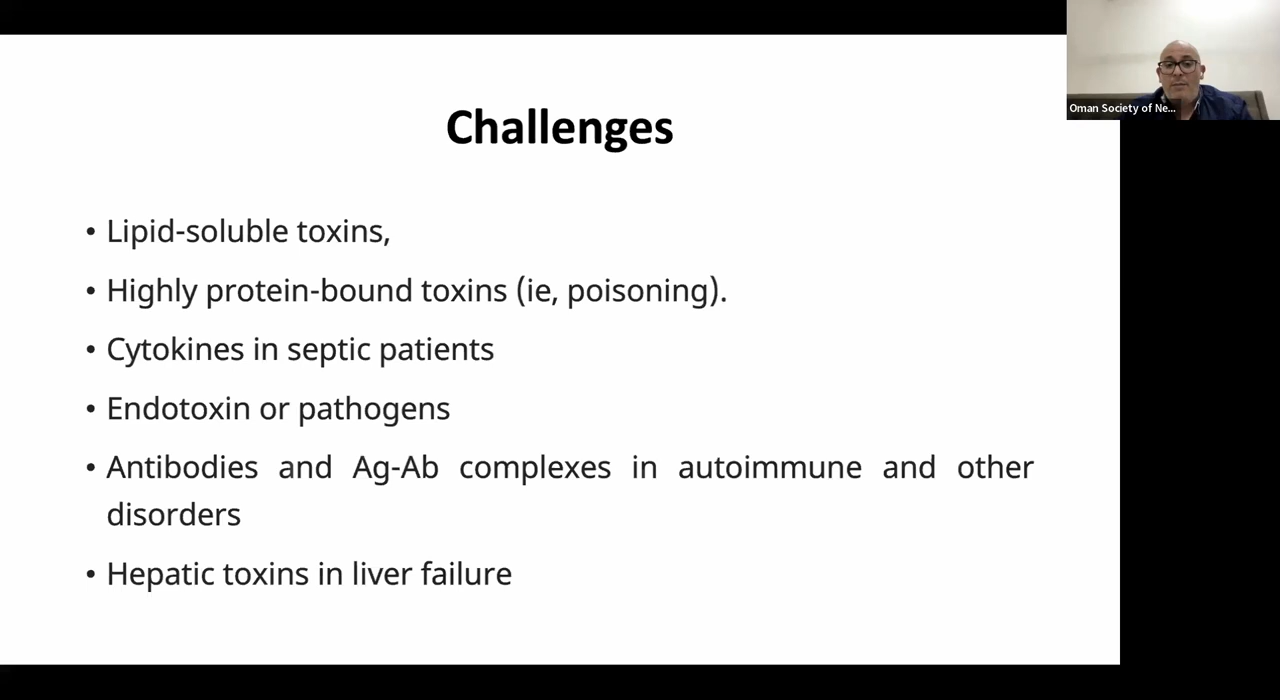 Challenges
• Lipid-soluble toxins,
• Highly protein-bound toxins (ie, poisoning).
• Cytokines in septic patients
• Endotoxin or pathogens
• Antibodies and Ag-Ab complexes in autoimmune and other
disorders
• Hepatic toxins in liver failure
Oman Society of Ne...